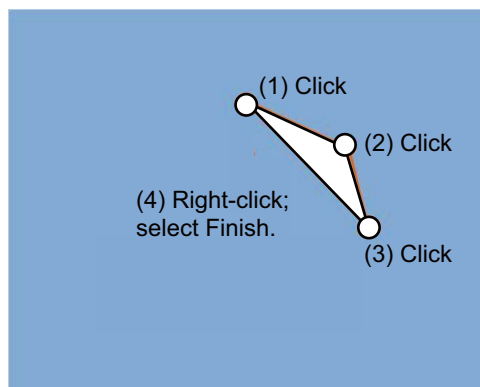 (1) Click
(2) Click
(4) Right-click;
select Finish.
(3) Click